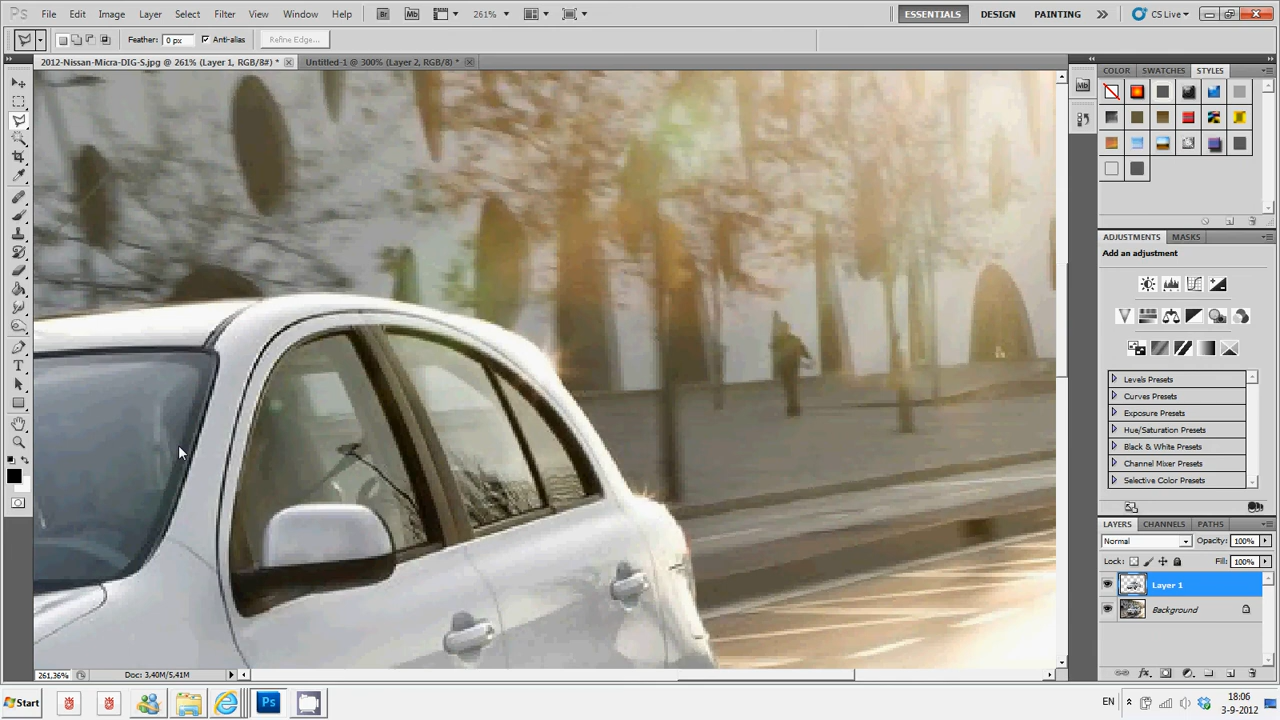 Ps File Edit Image Layer Select Filter Analysis View Window Help Br Mb 261% ESSENTIALS DESIGN PAINTING CS Live
Feather: 0 px Anti-alias Refine Edge...
2012-Nissan-Micra-DIG-S.jpg @ 261% (Layer 1, RGB/8#) * Untitled-1 @ 300% (Layer 2, RGB/8) *
COLOR SWATCHES STYLES
Mb
ADJUSTMENTS MASKS
Add an adjustment
Levels Presets
Curves Presets
Exposure Presets
Hue/Saturation Presets
Black & White Presets
Channel Mixer Presets
Selective Color Presets
LAYERS CHANNELS PATHS
Normal Opacity: 100%
Lock: Fill: 100%
Layer 1
Background
261,36% Doc: 3,40M/5,41M
Start Ps EN 18:06
3-9-2012